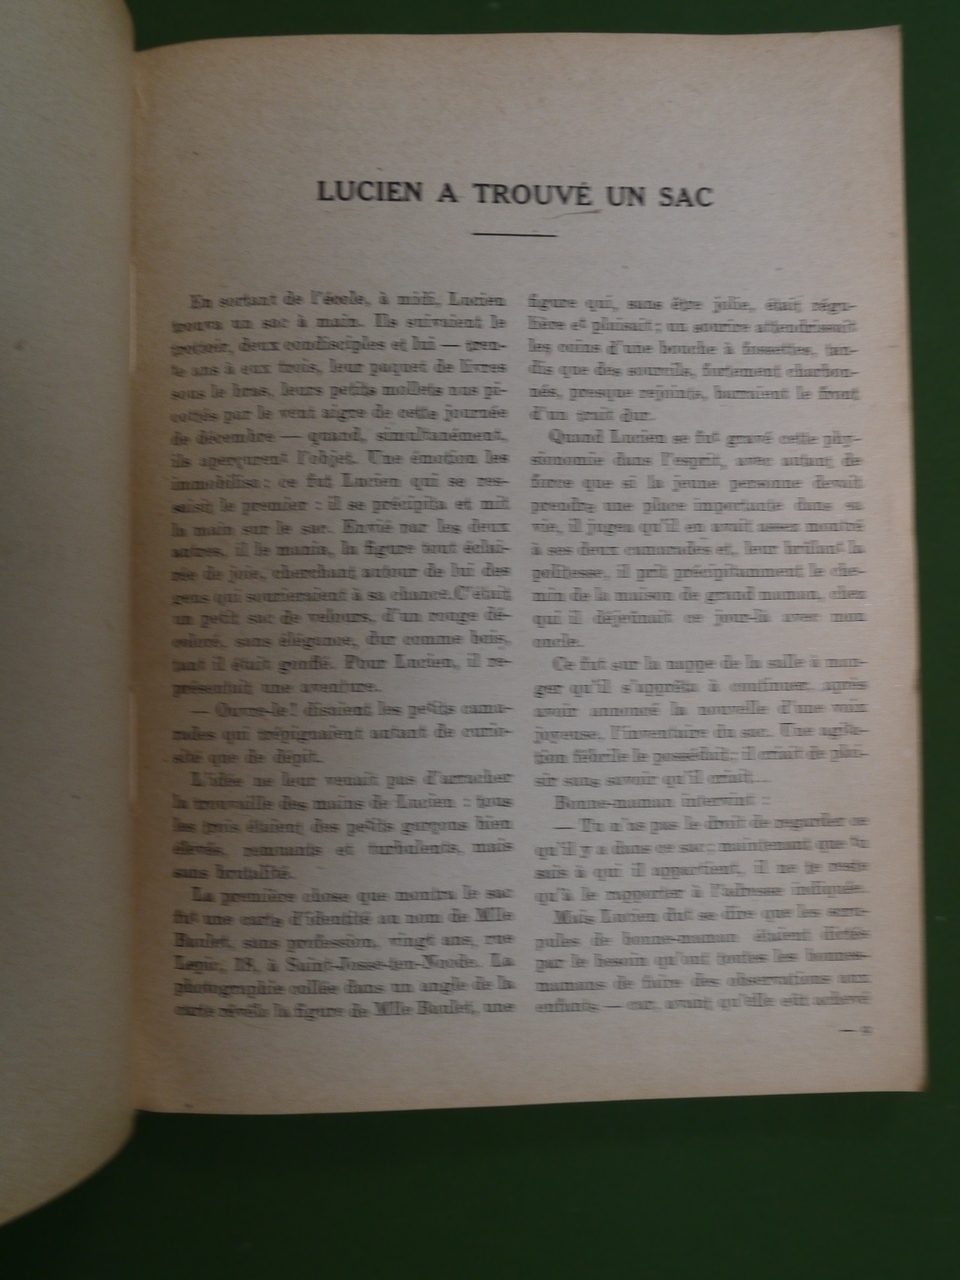 LUCIEN A TROUVÉ UN SAC
En sortant de l'école, à midi, Lucien
trouva un sac à main. Ils suivaient le
trottoir, deux condisciples et lui — tren-
te ans à eux trois, leur paquet de livres
sous le bras, leurs petits mollets nus pi-
cotés par le vent aigre de cette journée
de décembre — quand, simultanément,
ils aperçurent l'objet. Une émotion les
immobilisa; ce fut Lucien qui se res-
saisit le premier : il se précipita et mit
la main sur le sac. Envié par les deux
autres, il le mania, la figure tout éclai-
rée de joie, cherchant autour de lui des
gens qui souriraient à sa chance. C'était
un petit sac de velours, d'un rouge dé-
coloré, sans élégance, dur comme bois,
tant il était gonflé. Pour Lucien, il re-
présentait une aventure.
— Ouvre-le! disaient les petits cama-
rades qui trépignaient autant de curio-
sité que de dépit.
L'idée ne leur venait pas d'arracher
la trouvaille des mains de Lucien : tous
les trois étaient des petits garçons bien
élevés, remuants et turbulents, mais
sans brutalité.
La première chose que montra le sac
fut une carte d'identité au nom de Mlle
Baulet, sans profession, vingt ans, rue
à Saint-Josse-ten-Noode. La
photographie collée dans un angle de la
carte révéla la figure de Mlle Baulet, une
figure qui, sans être jolie, était régu-
lière et plaisait; un sourire attendrissait
les coins d'une bouche à fossettes, tan-
dis que des sourcils, fortement charbon-
nés, presque rejoints, barraient le front
d'un trait dur.
Quand Lucien se fut gravé cette phy-
sionomie dans l'esprit, avec autant de
force que si la jeune personne devait
prendre une place importante dans sa
vie, il jugea qu'il en avait assez montré
à ses deux camarades et, leur brûlant la
politesse, il prit précipitamment le che-
min de la maison de grand'maman, chez
qui il déjeûnait ce jour-là avec mon
oncle.
Ce fut sur la nappe de la salle à man-
ger qu'il s'apprêta à continuer, après
avoir annoncé la nouvelle d'une voix
joyeuse, l'inventaire du sac. Une agita-
tion fébrile le possédait; il criait de plai-
sir sans savoir qu'il criait...
Bonne-maman intervint :
— Tu n'as pas le droit de regarder ce
qu'il y a dans ce sac; maintenant que tu
sais à qui il appartient, il ne te reste
qu'à le rapporter à l'adresse indiquée.
Mais Lucien dut se dire que les scru-
pules de bonne-maman étaient dictés
par le besoin qu'ont toutes les bonnes-
mamans de faire des observations aux
enfants — car, avant qu'elle eût achevé